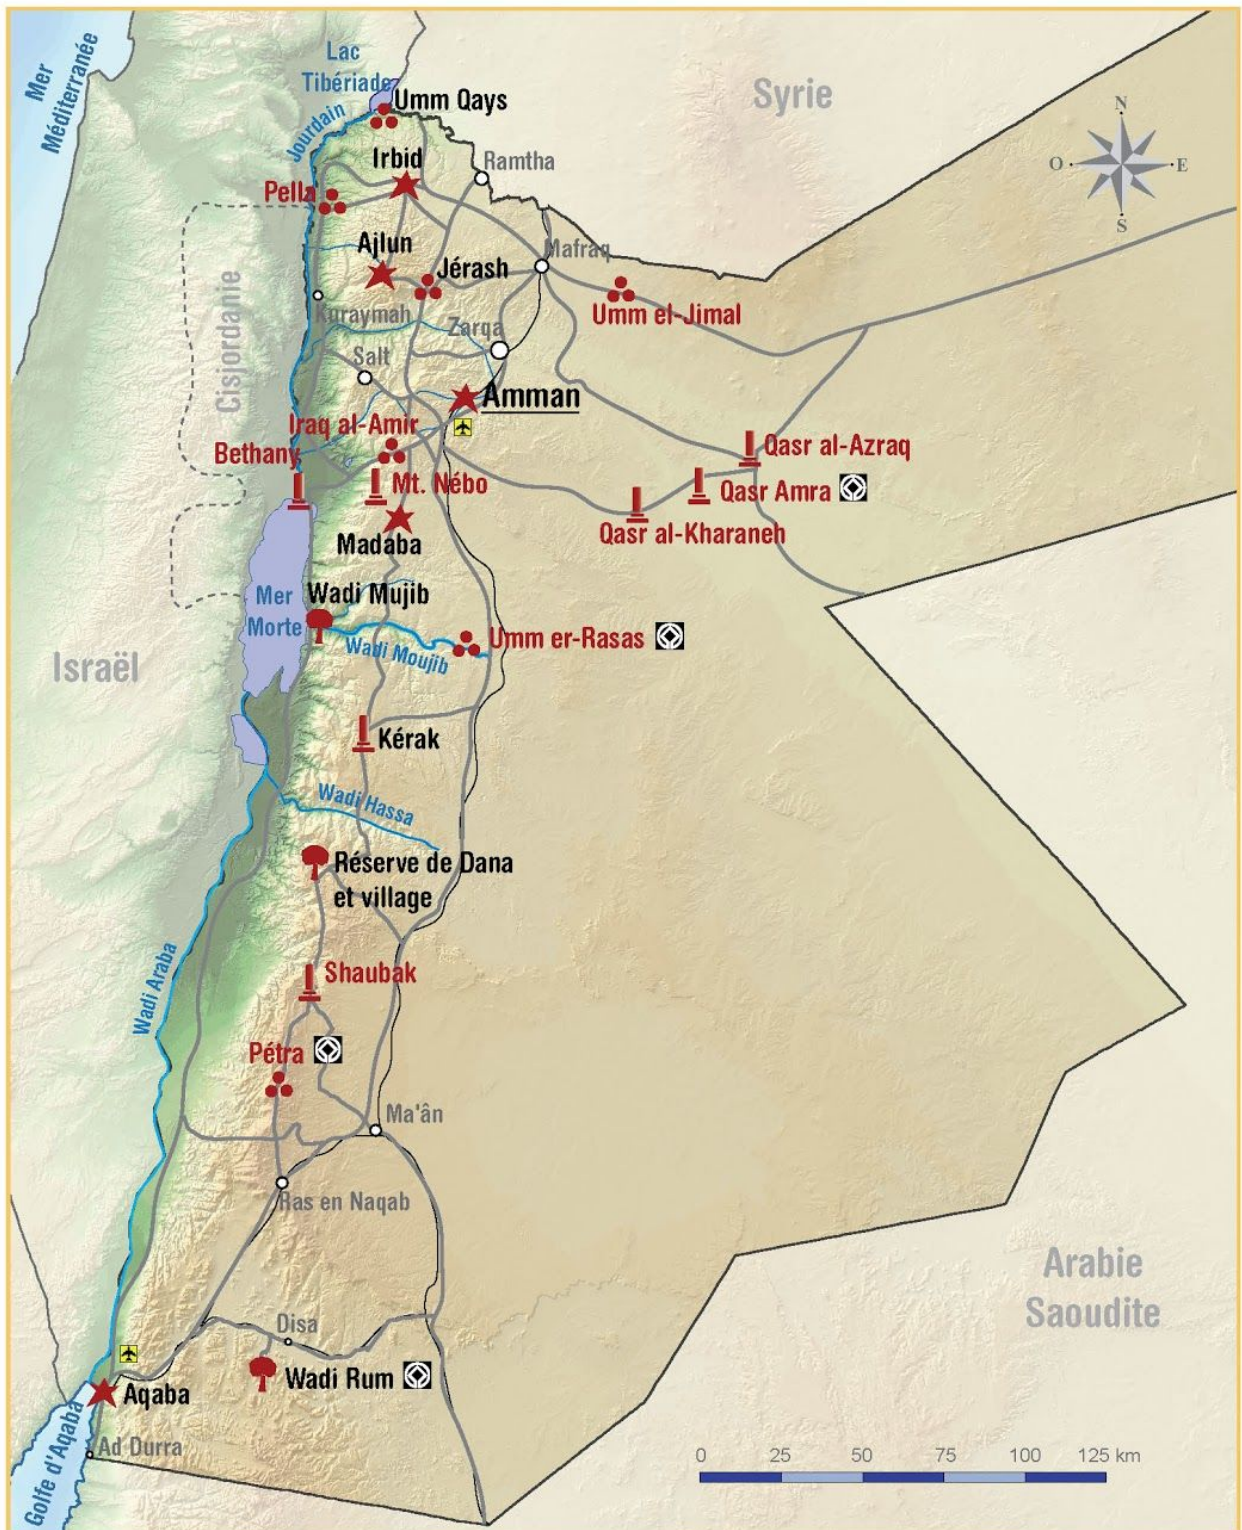 Mer
Méditerranée
Lac
Tibériade
Jourdain
Umm Qays
Syrie
N
O
E
S
Irbid
Ramtha
Pella
Ajlun
Jérash
Mafraq
Cisjordanie
Kuraymah
Umm el-Jimal
Zarqa
Salt
Amman
Iraq al-Amir
Bethany
Mt. Nébo
Qasr al-Azraq
Qasr Amra
Qasr al-Kharaneh
Madaba
Mer
Morte
Wadi Mujib
Wadi Moujib
Umm er-Rasas
Israël
Kérak
Wadi Hassa
Réserve de Dana
et village
Wadi Araba
Shaubak
Pétra
Ma'ân
Ras en Naqab
Arabie
Saoudite
Disa
Wadi Rum
Aqaba
Golfe d'Aqaba
Ad Durra
0 25 50 75 100 125 km